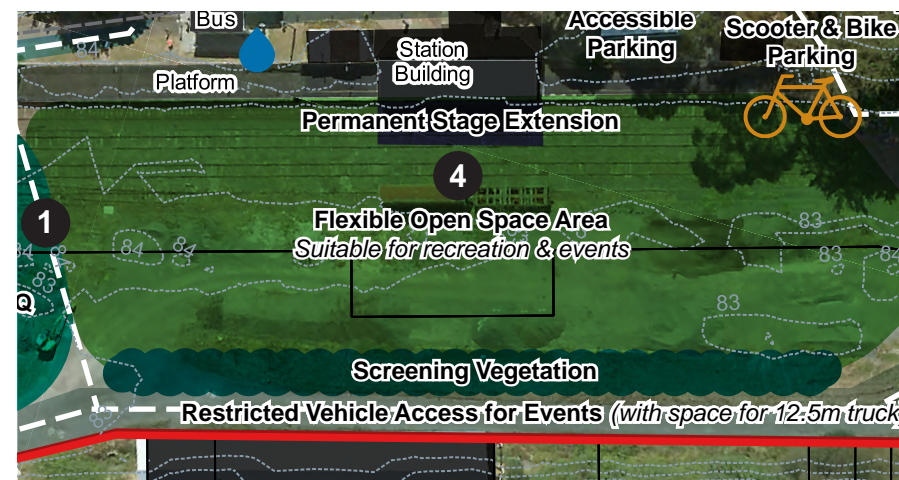 Bus
Accessible
Parking
Scooter & Bike
Parking
Station
Building
Platform
84
Permanent Stage Extension
4
1
Flexible Open Space Area
Suitable for recreation & events
83
84
84
84
83
84
83
Q
83
Screening Vegetation
Restricted Vehicle Access for Events (with space for 12.5m truck